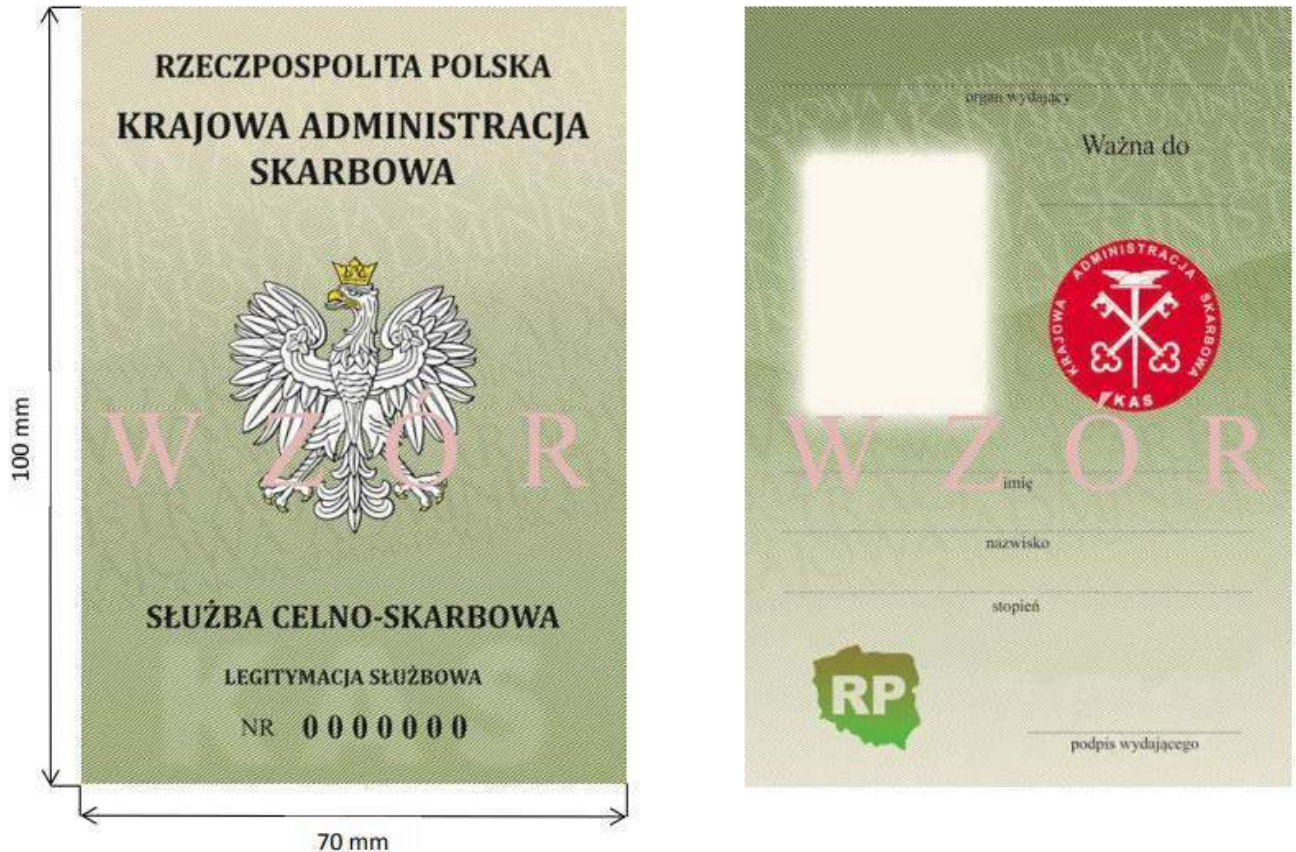 RZECZPOSPOLITA POLSKA
KRAJOWA ADMINISTRACJA
SKARBOWA
100 mm
W Z Ó R
SŁUŻBA CELNO-SKARBOWA
LEGITYMACJA SŁUŻBOWA
NR 0000000
KAS
70 mm
organ wydający
Ważna do
KRAJOWA ADMINISTRACJA SKARBOWA
KAS
W Z Ó R
imię
nazwisko
stopień
RP
podpis wydającego